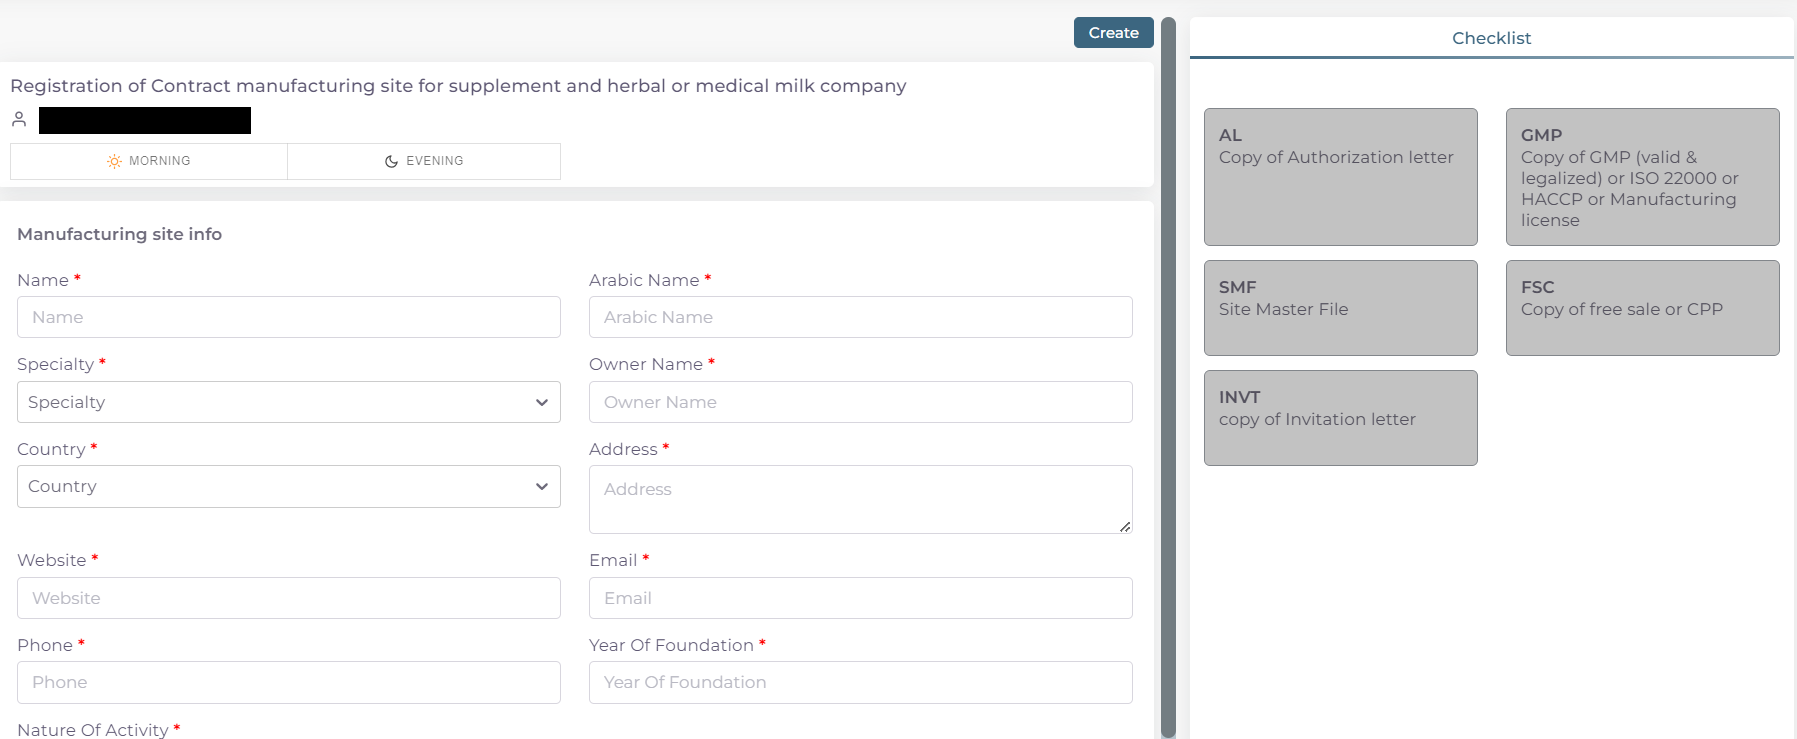 Create
Registration of Contract manufacturing site for supplement and herbal or medical milk company
MORNING
EVENING
Manufacturing site info
Name *
Arabic Name *
Name
Arabic Name
Specialty *
Owner Name *
Specialty
Owner Name
Country *
Address *
Country
Address
Website *
Email *
Website
Email
Phone *
Year Of Foundation *
Phone
Year Of Foundation
Nature Of Activity *
Checklist
AL
Copy of Authorization letter
GMP
Copy of GMP (valid &
legalized) or ISO 22000 or
HACCP or Manufacturing
license
SMF
Site Master File
FSC
Copy of free sale or CPP
INVT
copy of Invitation letter